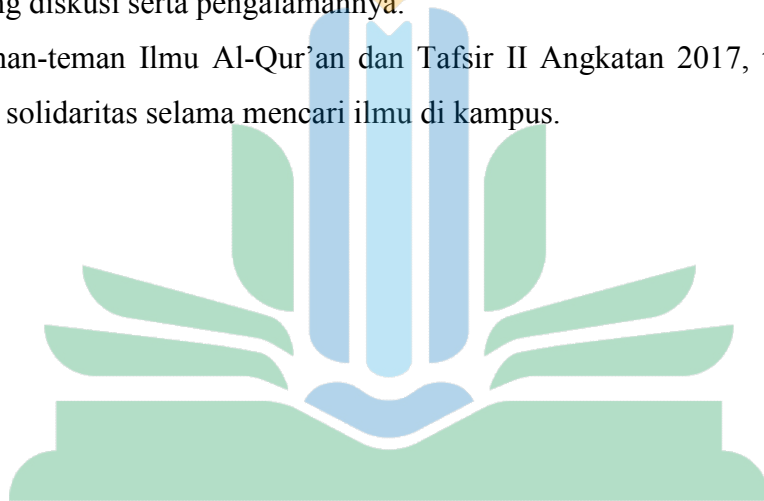 ng diskusi serta pengalamannya.
nan-teman Ilmu Al-Qur’an dan Tafsir II Angkatan 2017,
solidaritas selama mencari ilmu di kampus.